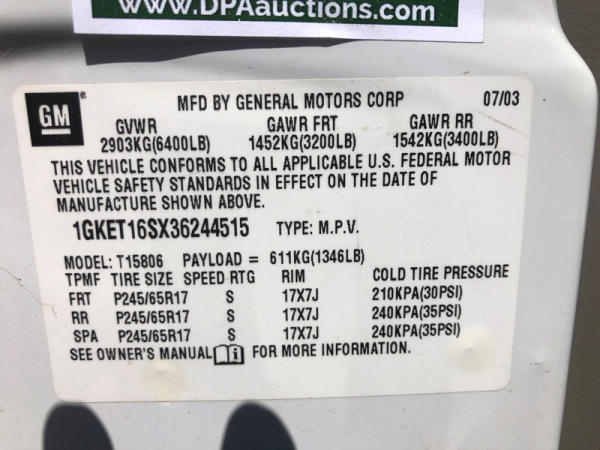 www.DPAauctions.com
GM ® MFD BY GENERAL MOTORS CORP 07/03
GVWR GAWR FRT GAWR RR
2903KG(6400LB) 1452KG(3200LB) 1542KG(3400LB)
THIS VEHICLE CONFORMS TO ALL APPLICABLE U.S. FEDERAL MOTOR
VEHICLE SAFETY STANDARDS IN EFFECT ON THE DATE OF
MANUFACTURE SHOWN ABOVE.
1GKET16SX36244515 TYPE: M.P.V.
MODEL: T15806 PAYLOAD = 611KG(1346LB)
TPMF TIRE SIZE SPEED RTG RIM COLD TIRE PRESSURE
FRT P245/65R17 S 17X7J 210KPA(30PSI)
RR P245/65R17 S 17X7J 240KPA(35PSI)
SPA P245/65R17 S 17X7J 240KPA(35PSI)
SEE OWNER'S MANUAL i FOR MORE INFORMATION.